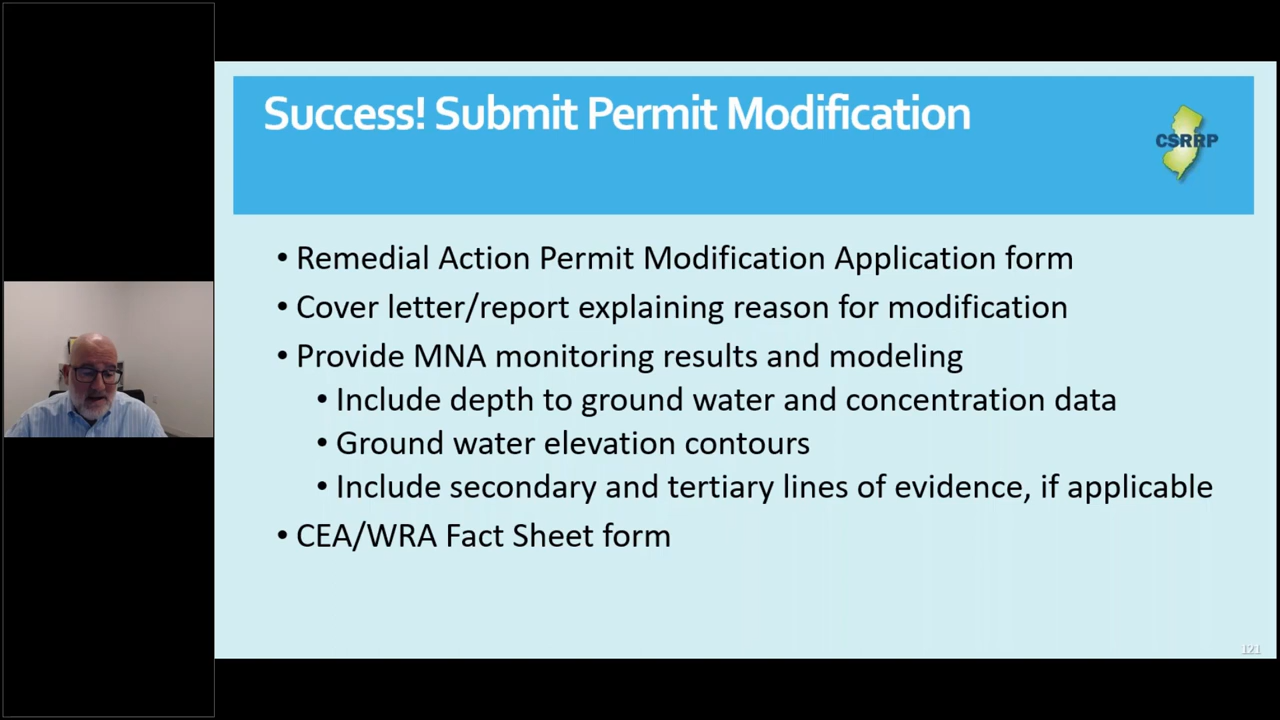 Success! Submit Permit Modification
CSRRP
• Remedial Action Permit Modification Application form
• Cover letter/report explaining reason for modification
• Provide MNA monitoring results and modeling
• Include depth to ground water and concentration data
• Ground water elevation contours
• Include secondary and tertiary lines of evidence, if applicable
• CEA/WRA Fact Sheet form
121